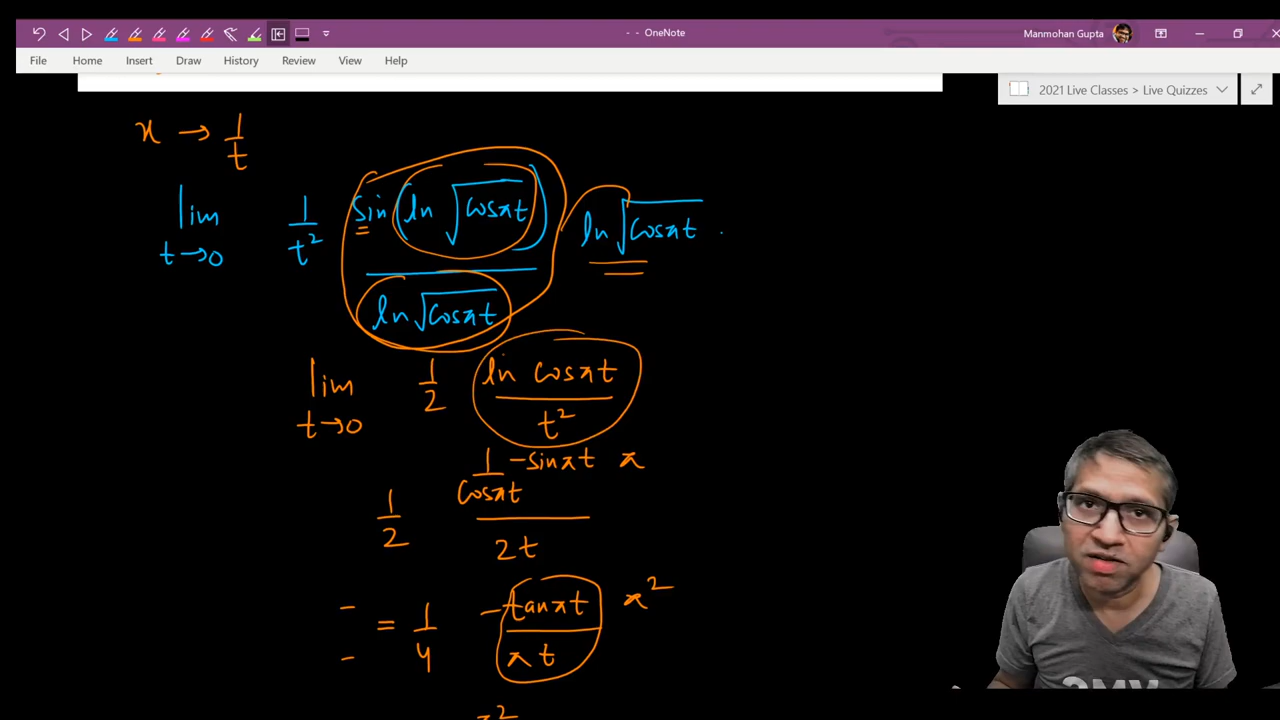 - - OneNote
Manmohan Gupta
File Home Insert Draw History Review View Help
2021 Live Classes > Live Quizzes
x → 1/t
lim t→0 1/t² sin(ln √cosπt) / ln√cosπt ln√cosπt .
lim t→0 1/2 ln cosπt / t²
1/2 1/cosπt -sinπt π / 2t
= 1/4 -tanπt / πt π²
π²